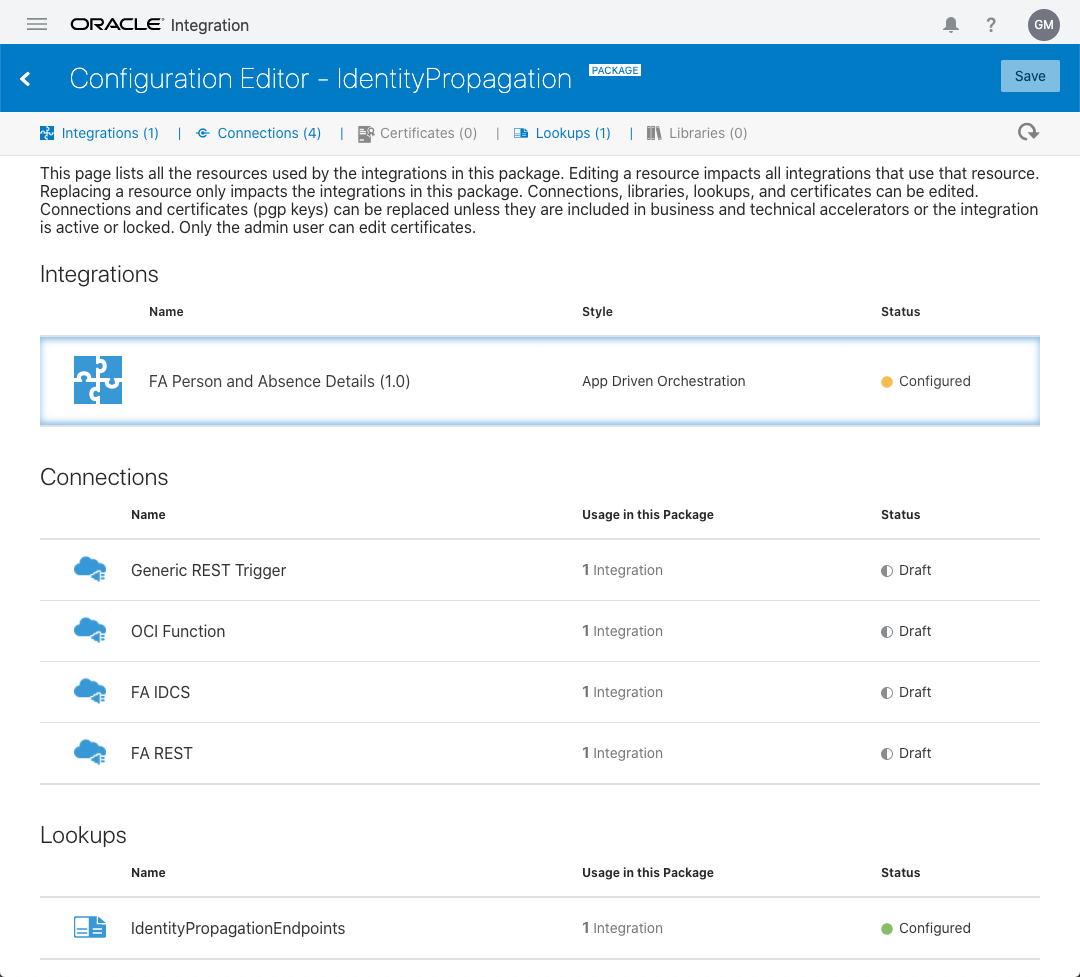 ORACLE Integration ? GM
Configuration Editor - IdentityPropagation PACKAGE Save
Integrations (1) | Connections (4) | Certificates (0) | Lookups (1) | Libraries (0)
This page lists all the resources used by the integrations in this package. Editing a resource impacts all integrations that use that resource.
Replacing a resource only impacts the integrations in this package. Connections, libraries, lookups, and certificates can be edited.
Connections and certificates (pgp keys) can be replaced unless they are included in business and technical accelerators or the integration
is active or locked. Only the admin user can edit certificates.
Integrations
Name Style Status
FA Person and Absence Details (1.0) App Driven Orchestration Configured
Connections
Name Usage in this Package Status
Generic REST Trigger 1 Integration Draft
OCI Function 1 Integration Draft
FA IDCS 1 Integration Draft
FA REST 1 Integration Draft
Lookups
Name Usage in this Package Status
IdentityPropagationEndpoints 1 Integration Configured